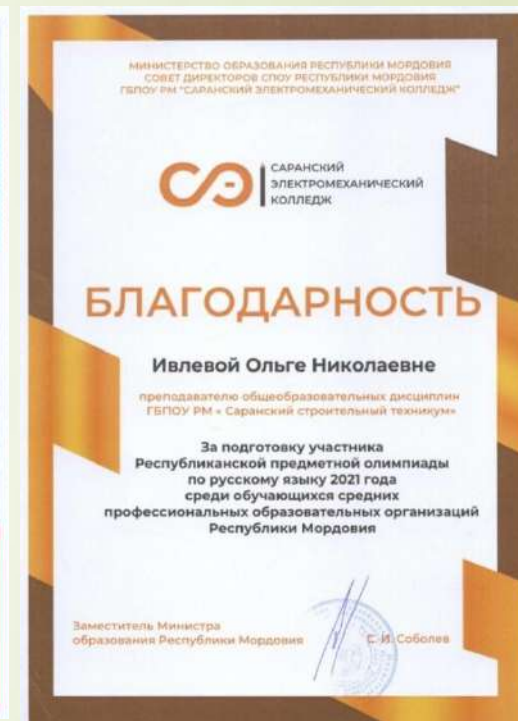 МИНИСТЕРСТВО ОБРАЗОВАНИЯ РЕСПУБЛИКИ МОРДОВИЯ
СОВЕТ ДИРЕКТОРОВ СПОУ РЕСПУБЛИКИ МОРДОВИЯ
ГБПОУ РМ "САРАНСКИЙ ЭЛЕКТРОМЕХАНИЧЕСКИЙ КОЛЛЕДЖ"
СЭ
САРАНСКИЙ
ЭЛЕКТРОМЕХАНИЧЕСКИЙ
КОЛЛЕДЖ
БЛАГОДАРНОСТЬ
Ивлевой Ольге Николаевне
преподавателю общеобразовательных дисциплин
ГБПОУ РМ « Саранский строительный техникум»
За подготовку участника
Республиканской предметной олимпиады
по русскому языку 2021 года
среди обучающихся средних
профессиональных образовательных организаций
Республики Мордовия
Заместитель Министра
образования Республики Мордовия
С. И. Соболев